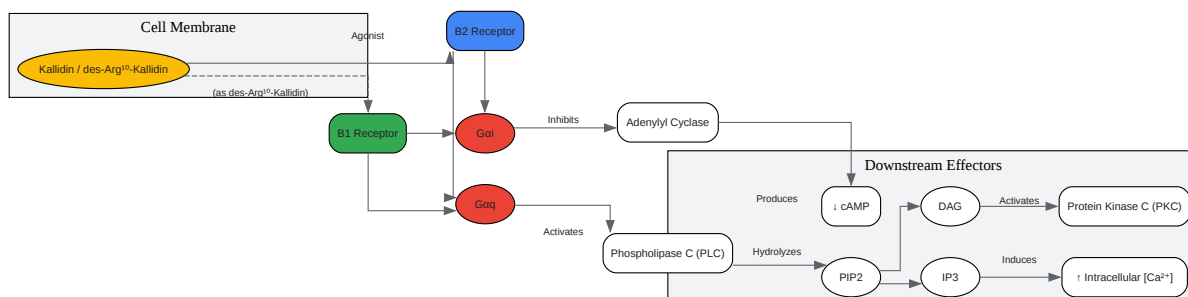 Cell Membrane
Agonist
B2 Receptor
Kallidin / des-Arg¹⁰-Kallidin
(as des-Arg¹⁰-Kallidin)
B1 Receptor
Gαi
Inhibits
Adenylyl Cyclase
Downstream Effectors
Produces
↓ cAMP
DAG
Activates
Protein Kinase C (PKC)
Gαq
Activates
Phospholipase C (PLC)
Hydrolyzes
PIP2
IP3
Induces
↑ Intracellular [Ca²⁺]